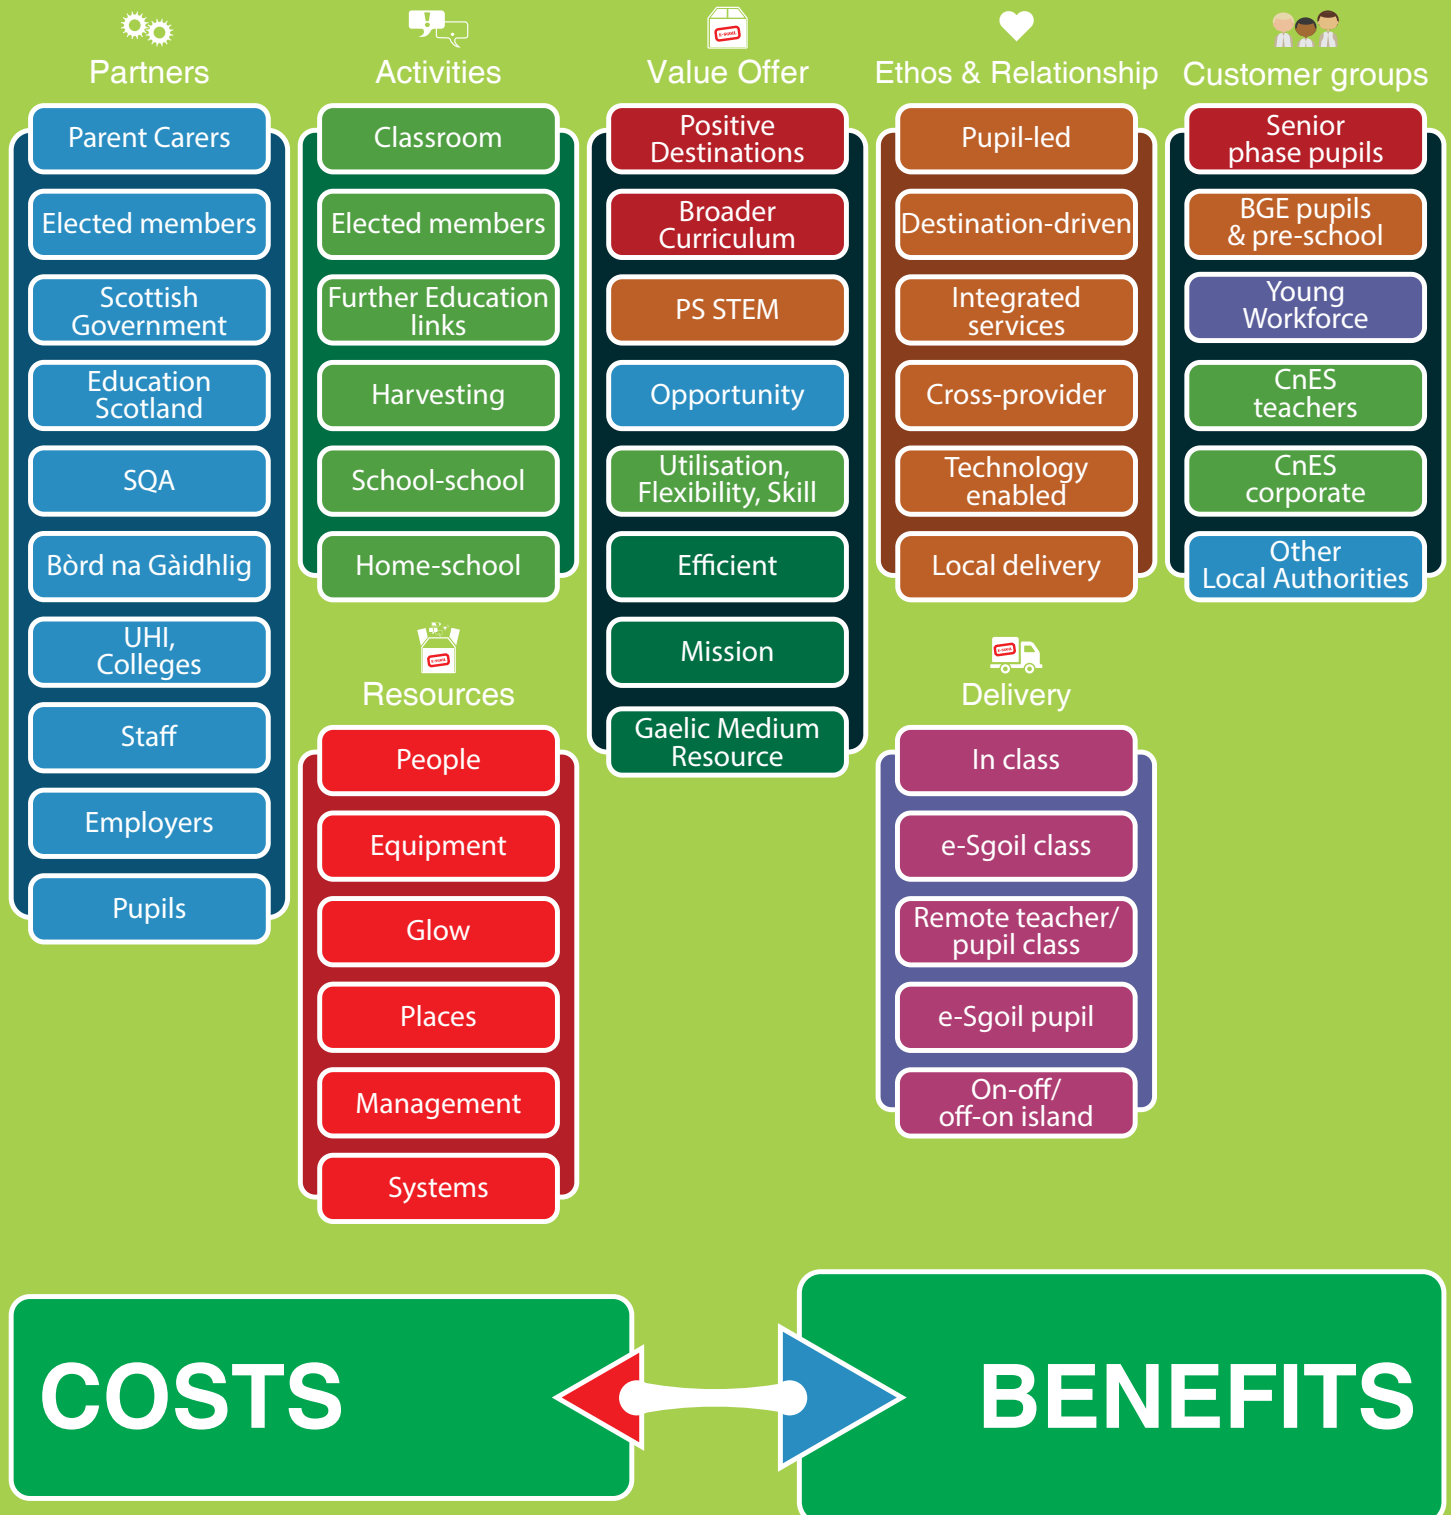 Partners
Parent Carers
Elected members
Scottish
Government
Education
Scotland
SQA
Bòrd na Gàidhlig
UHI,
Colleges
Staff
Employers
Pupils
Activities
Classroom
Elected members
Further Education
links
Harvesting
School-school
Home-school
Resources
People
Equipment
Glow
Places
Management
Systems
Value Offer
Positive
Destinations
Broader
Curriculum
PS STEM
Opportunity
Utilisation,
Flexibility, Skill
Efficient
Mission
Gaelic Medium
Resource
Ethos & Relationship
Pupil-led
Destination-driven
Integrated
services
Cross-provider
Technology
enabled
Local delivery
Delivery
In class
e-Sgoil class
Remote teacher/
pupil class
e-Sgoil pupil
On-off/
off-on island
Customer groups
Senior
phase pupils
BGE pupils
& pre-school
Young
Workforce
CnES
teachers
CnES
corporate
Other
Local Authorities
COSTS
BENEFITS